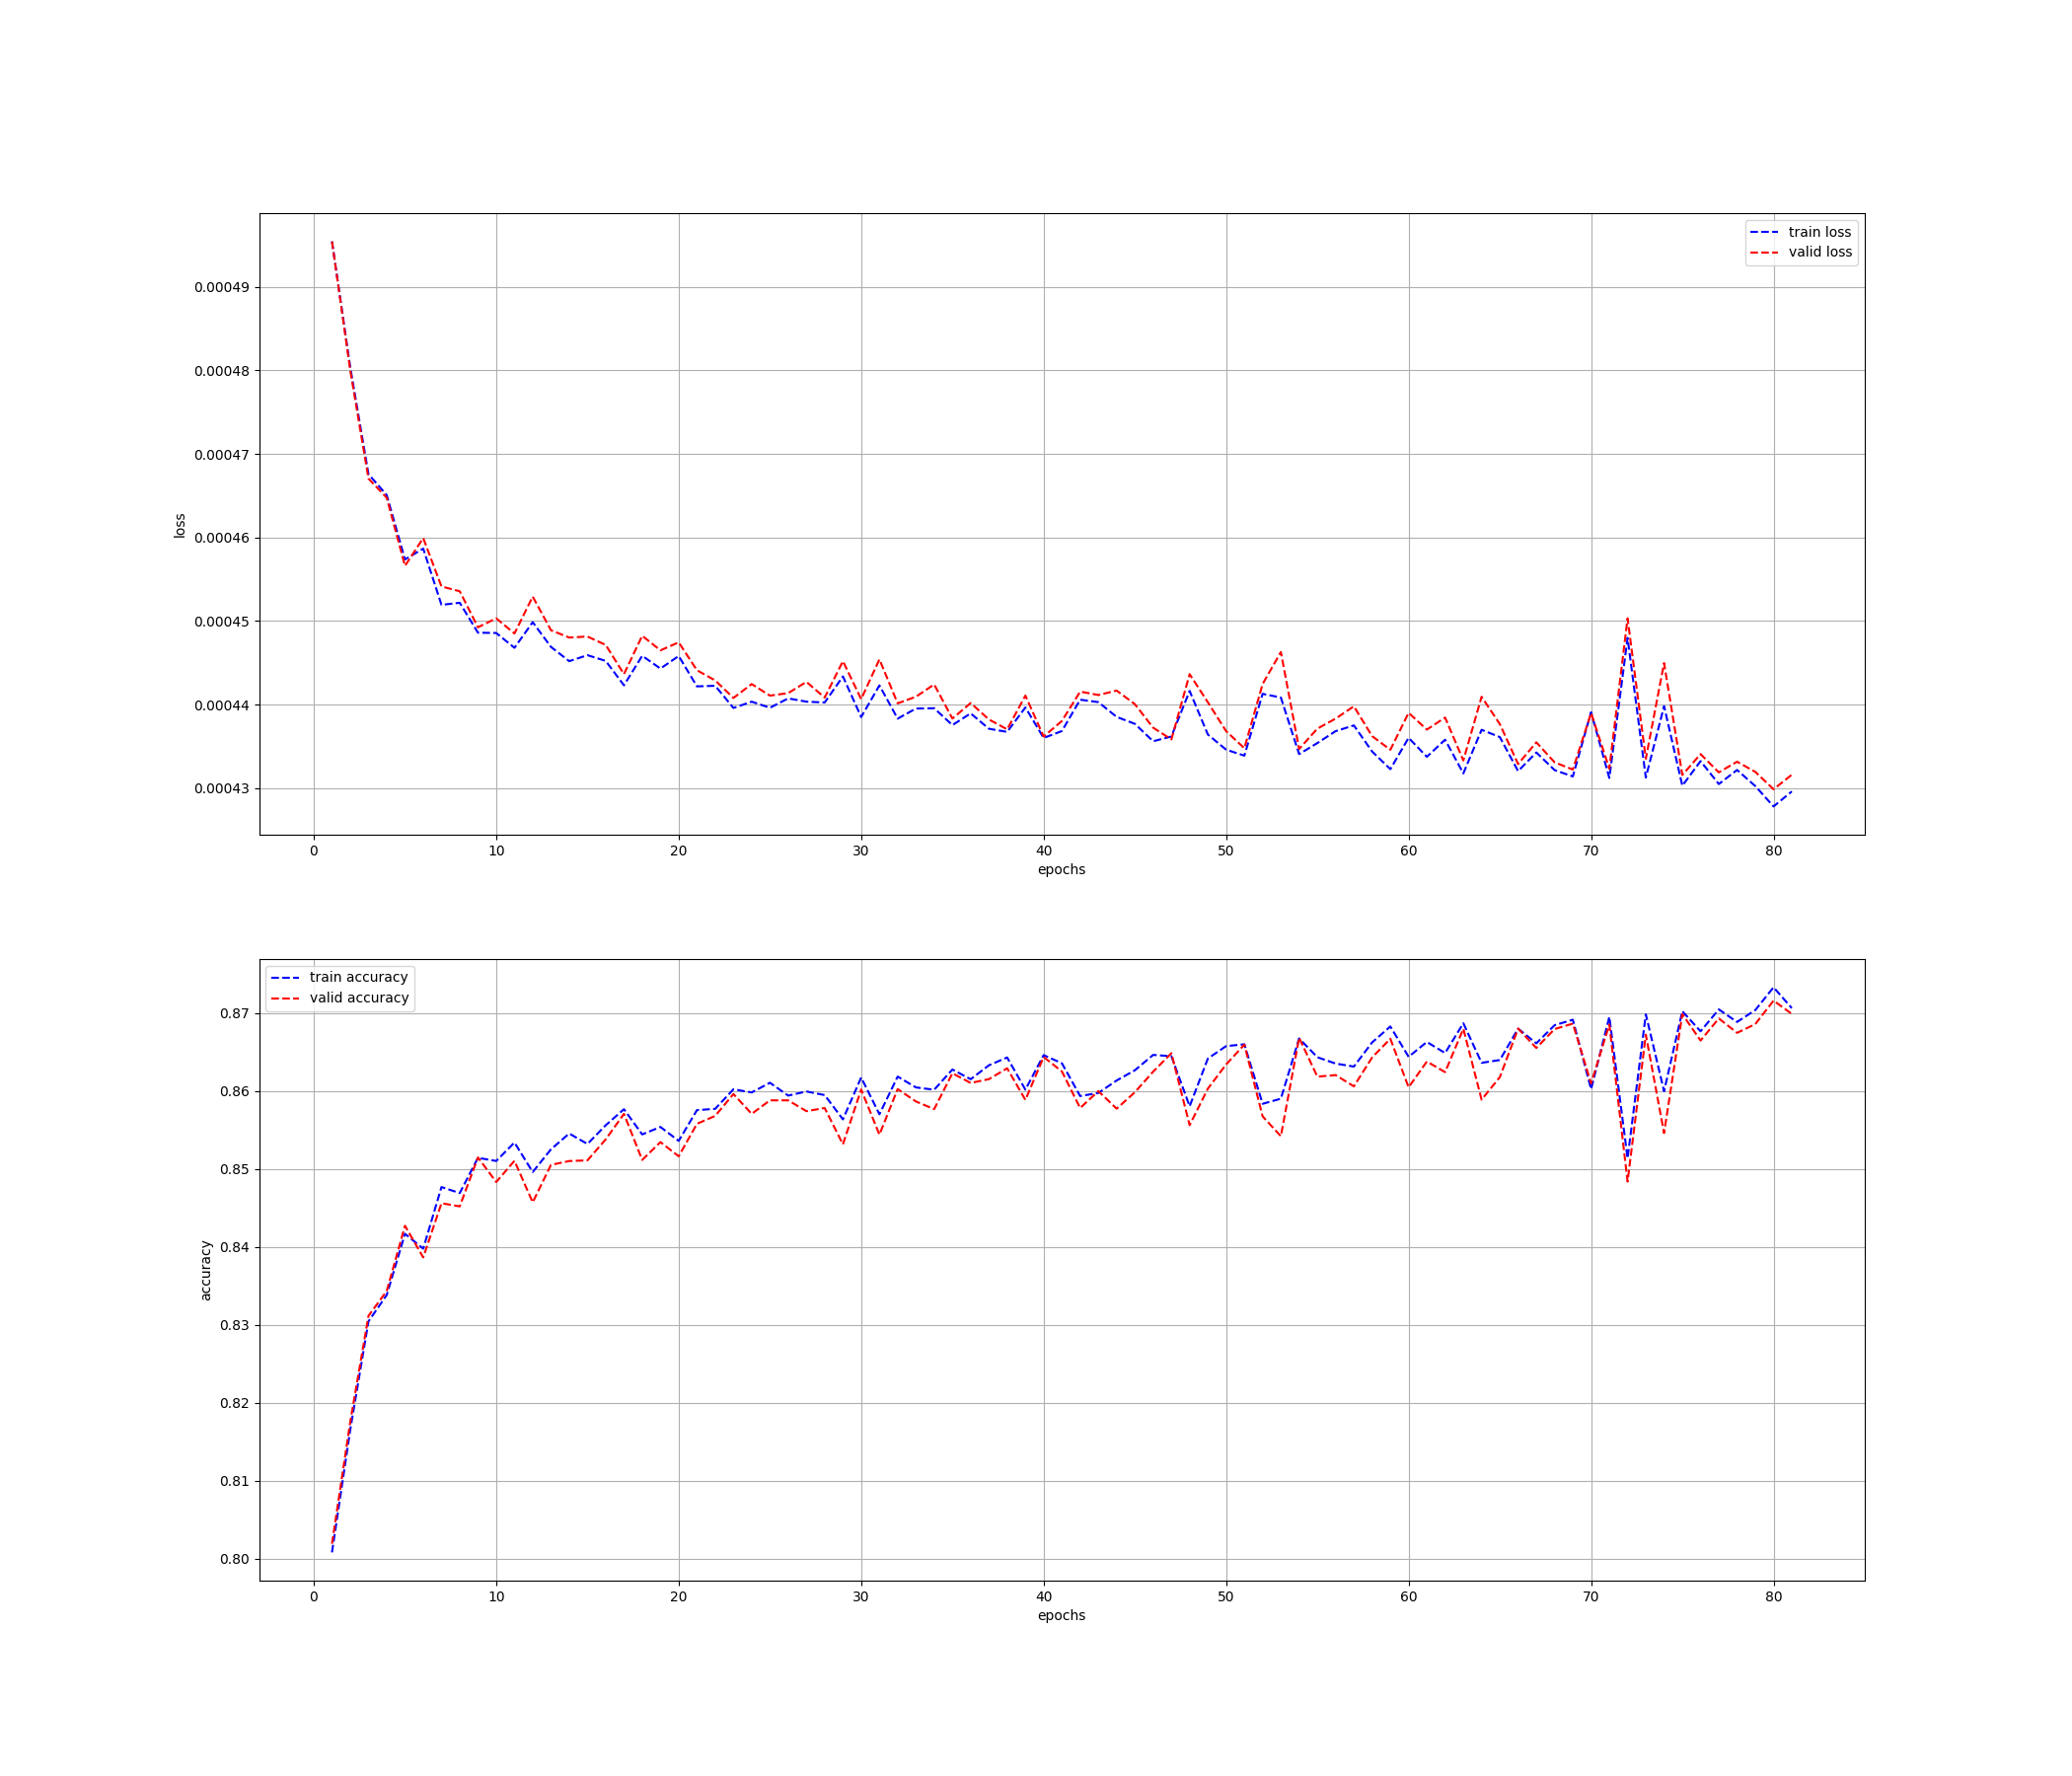 train loss
valid loss
0.00049
0.00048
0.00047
0.00046
0.00045
0.00044
0.00043
loss
0 10 20 30 40 50 60 70 80
epochs
train accuracy
valid accuracy
0.87
0.86
0.85
0.84
0.83
0.82
0.81
0.80
accuracy
0 10 20 30 40 50 60 70 80
epochs